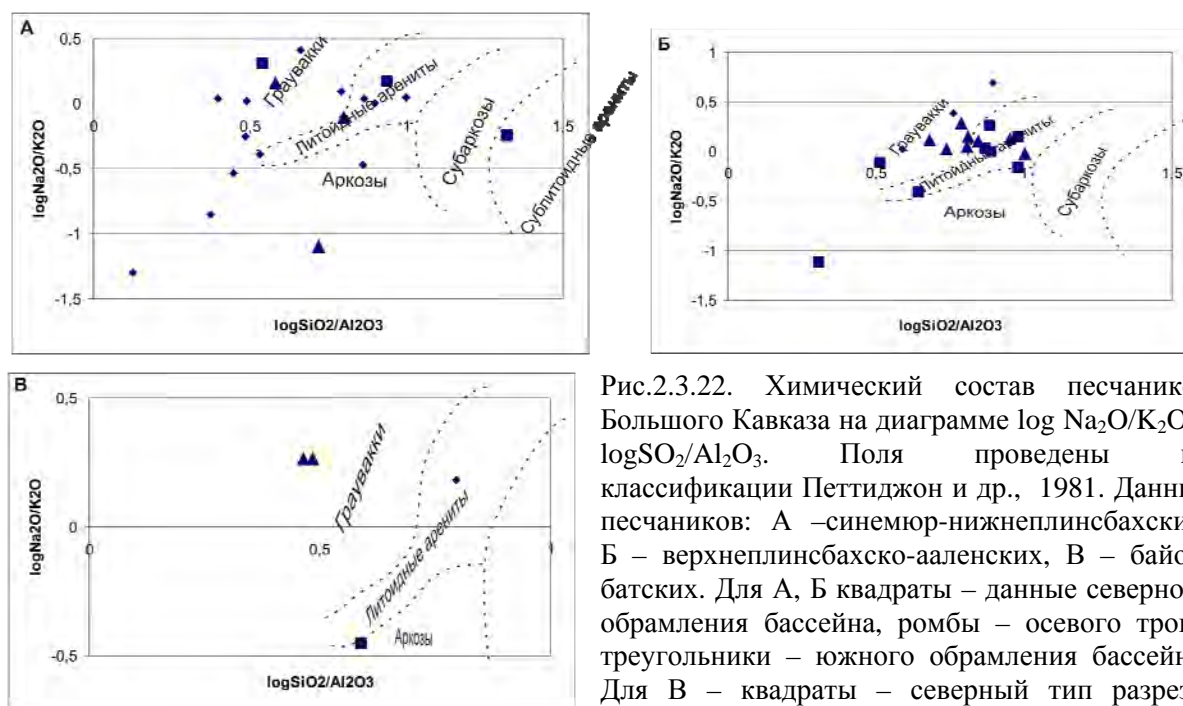 А
0,5
0
-0,5
-1
-1,5
0
0,5
1
1,5
logNa2O/K2O
logSiO2/Al2O3
Граувакки
Литоидные арениты
Аркозы
Субаркозы
Сублитоидные арениты
Б
1
0,5
0
-0,5
-1
-1,5
0
0,5
1
1,5
logNa2O/K2O
logSiO2/Al2O3
Граувакки
Литоидные арениты
Аркозы
Субаркозы
В
0,5
0
-0,5
0
0,5
1
logNa2O/K2O
logSiO2/Al2O3
Граувакки
Литоидные арениты
Аркозы
Рис.2.3.22. Химический состав песчанико
Большого Кавказа на диаграмме log Na₂O/K₂O
logSO₂/Al₂O₃. Поля проведены
классификации Петтиджон и др., 1981. Данны
песчаников: А –синемюр-нижнеплинсбахски
Б – верхнеплинсбахско-ааленских, В – байо
батских. Для А, Б квадраты – данные северно
обрамления бассейна, ромбы – осевого трог
треугольники – южного обрамления бассейн
Для В – квадраты – северный тип разрез